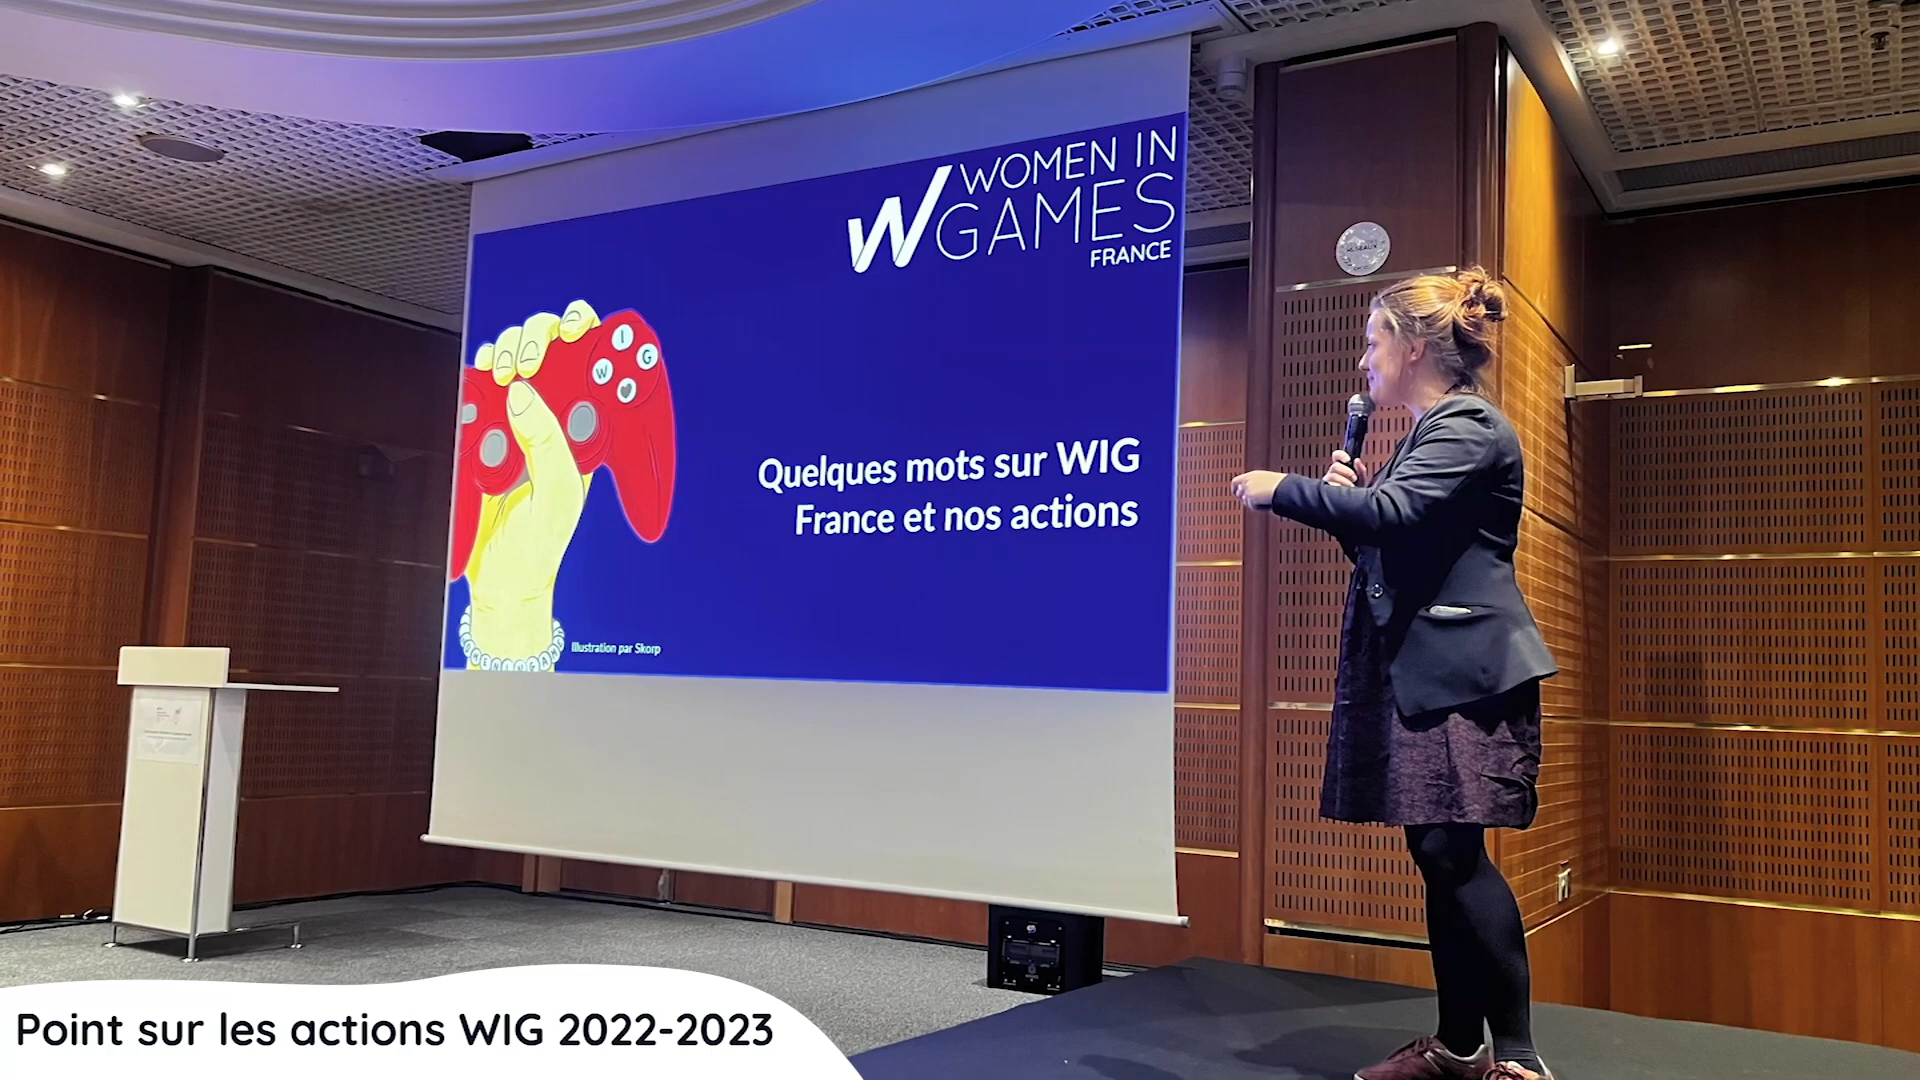 WOMEN IN
GAMES
FRANCE
W
I
G
W
Quelques mots sur WIG
France et nos actions
Illustration par Skorp
Point sur les actions WIG 2022-2023